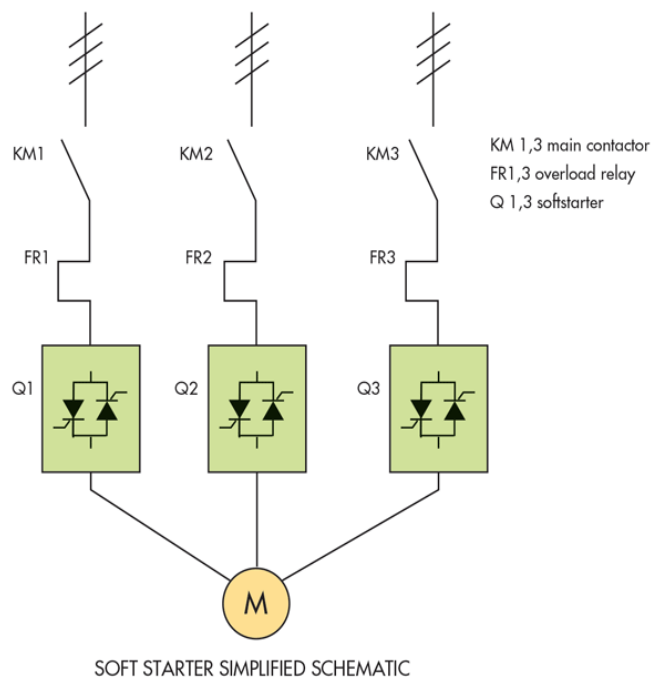 KM1
KM2
KM3
KM 1,3 main contactor
FR1,3 overload relay
Q 1,3 softstarter
FR1
FR2
FR3
Q1
Q2
Q3
M
SOFT STARTER SIMPLIFIED SCHEMATIC